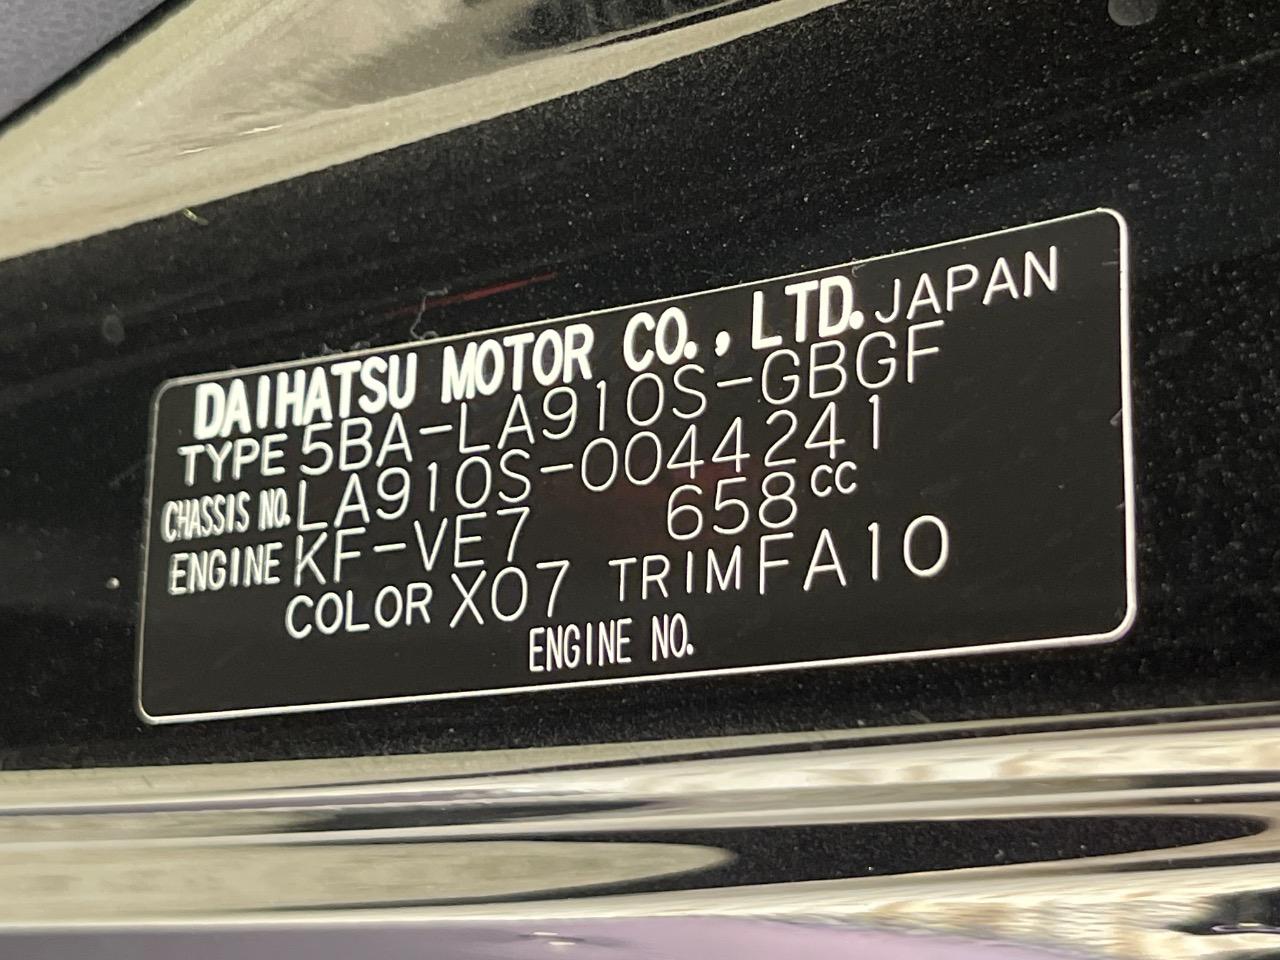 DAIHATSU MOTOR CO., LTD. JAPAN
TYPE 5BA-LA910S-GBGF
CHASSIS NO. LA910S-0044241
ENGINE KF-VE7 658cc
COLOR X07 TRIM FA10
ENGINE NO.